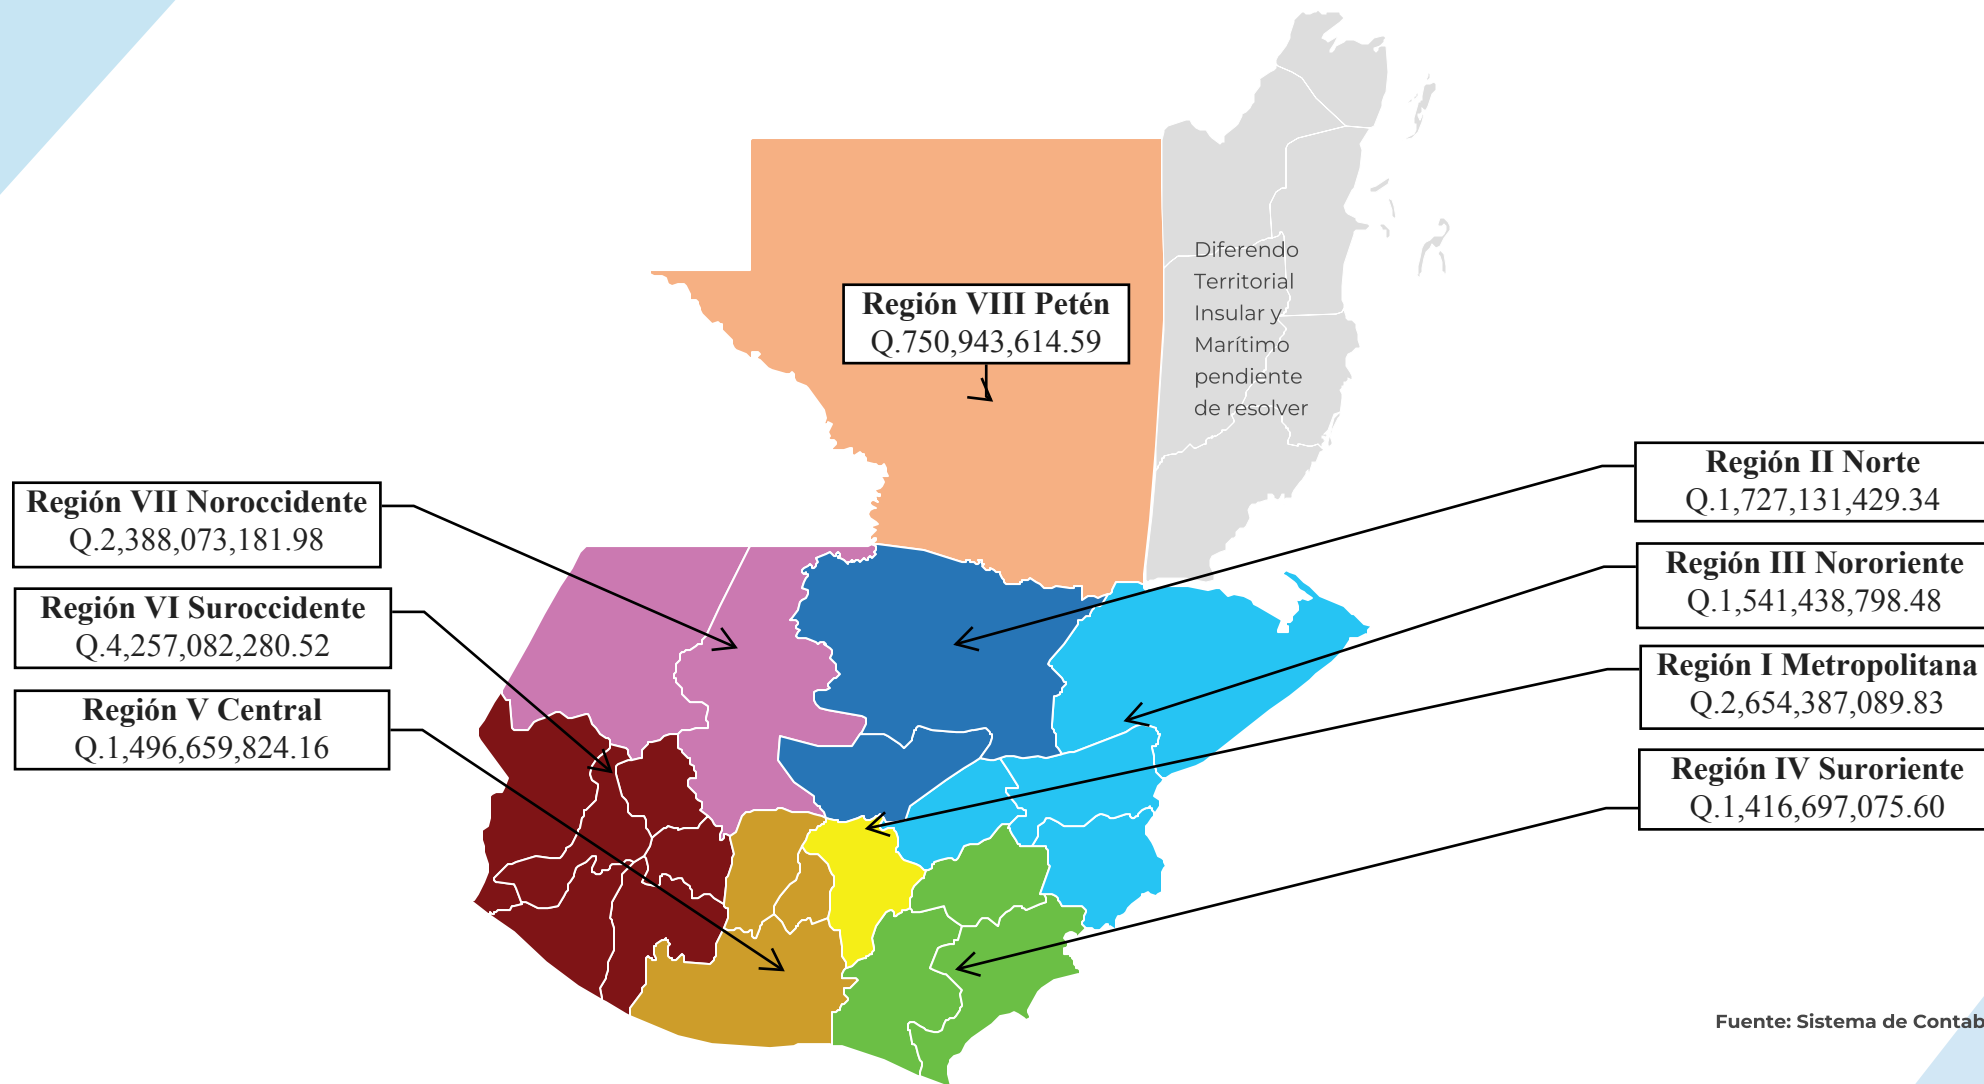 Diferendo
Territorial
Insular y
Marítimo
pendiente
de resolver
Región VIII Petén
Q.750,943,614.59
Región VII Noroccidente
Q.2,388,073,181.98
Región VI Suroccidente
Q.4,257,082,280.52
Región V Central
Q.1,496,659,824.16
Región II Norte
Q.1,727,131,429.34
Región III Nororiente
Q.1,541,438,798.48
Región I Metropolitana
Q.2,654,387,089.83
Región IV Suroriente
Q.1,416,697,075.60
Fuente: Sistema de Contab